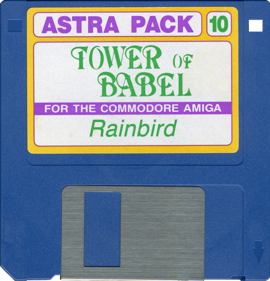 ASTRA PACK 10
TOWER OF
BABEL
FOR THE COMMODORE AMIGA
Rainbird